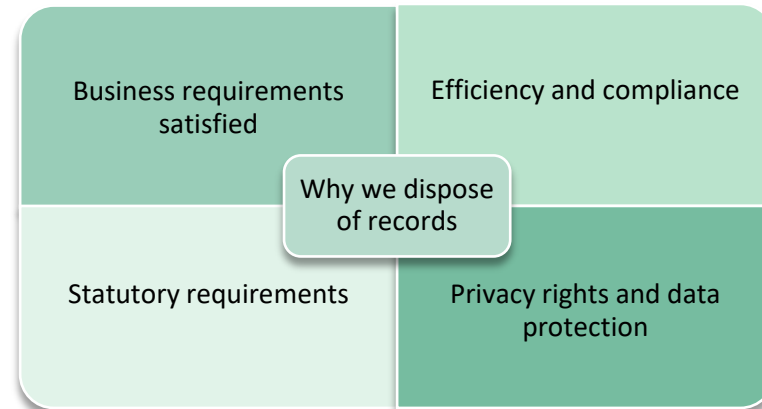 Business requirements
satisfied
Efficiency and compliance
Why we dispose
of records
Statutory requirements
Privacy rights and data
protection